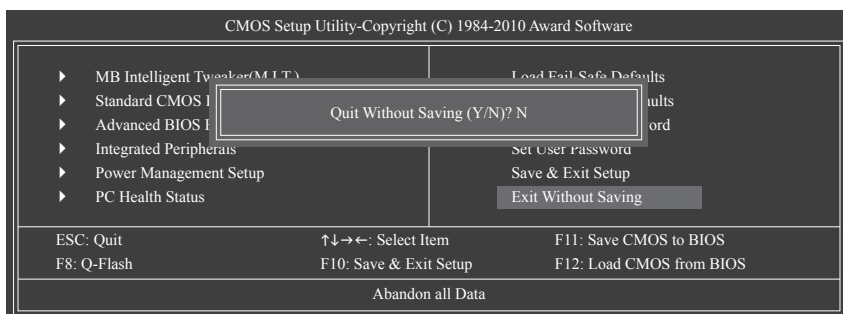 CMOS Setup Utility-Copyright (C) 1984-2010 Award Software
MB Intelligent Tweaker(M.I.T.)
Standard CMOS
Advanced BIOS
Integrated Peripherals
Power Management Setup
PC Health Status
Load Fail-Safe Defaults
Set User Password
Save & Exit Setup
Exit Without Saving
Quit Without Saving (Y/N)? N
ESC: Quit ↑↓→←: Select Item F11: Save CMOS to BIOS
F8: Q-Flash F10: Save & Exit Setup F12: Load CMOS from BIOS
Abandon all Data